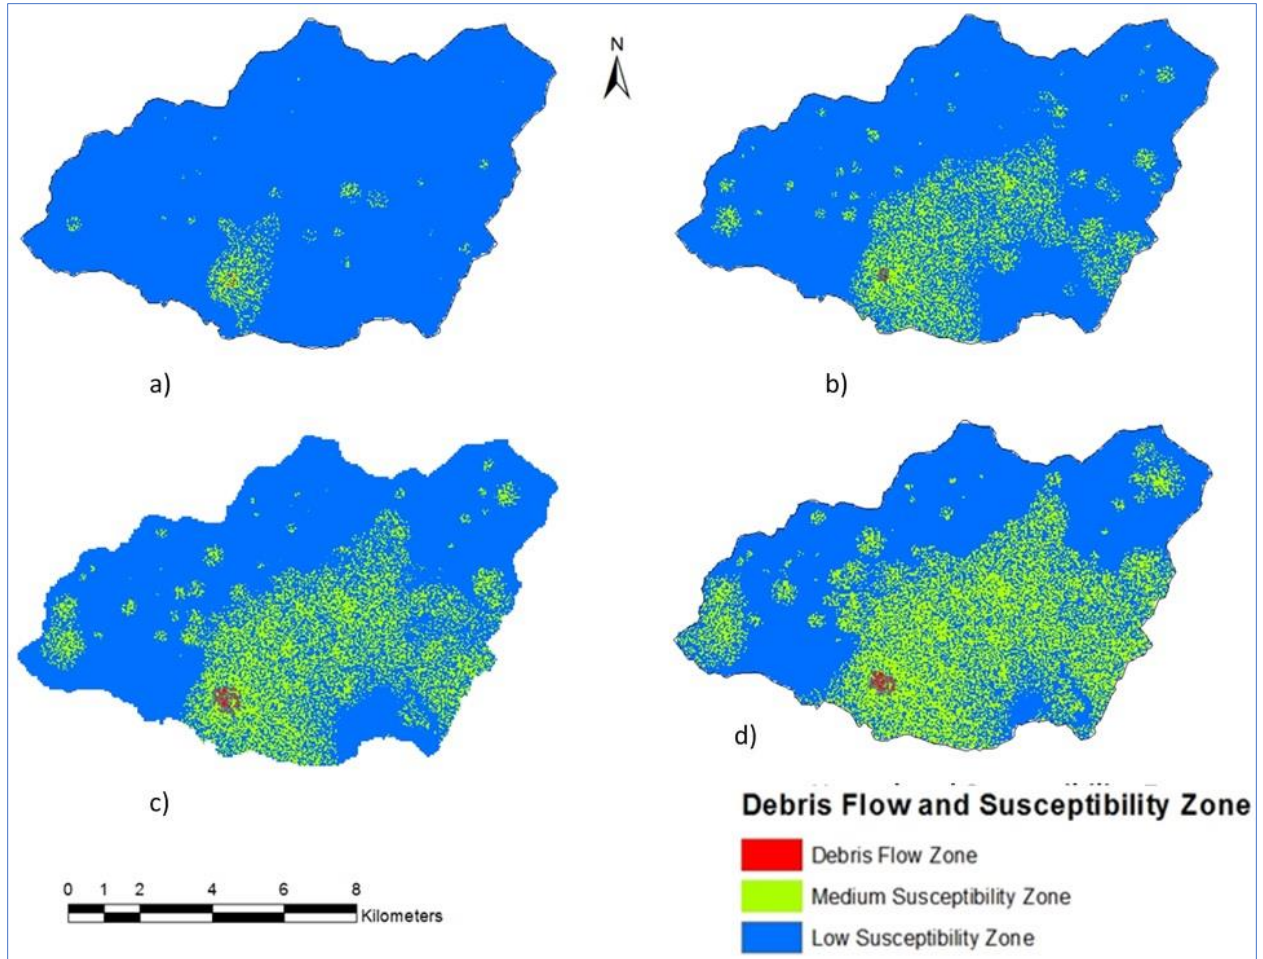 N
a)
b)
c)
d)
Debris Flow and Susceptibility Zone
Debris Flow Zone
Medium Susceptibility Zone
Low Susceptibility Zone
0 1 2 4 6 8
Kilometers